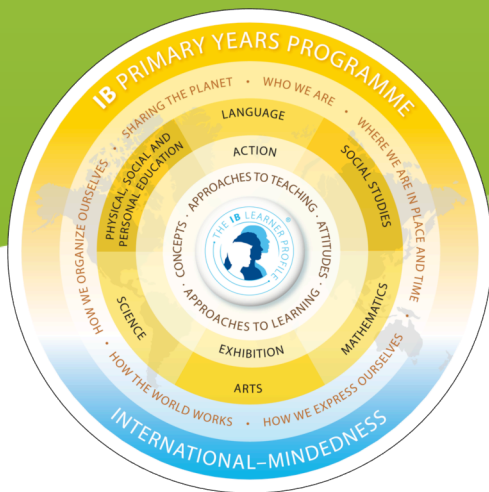 IB PRIMARY YEARS PROGRAMME
SHARING THE PLANET • WHO WE ARE • WHERE WE ARE IN PLACE AND TIME •
HOW WE EXPRESS OURSELVES • HOW THE WORLD WORKS • HOW WE ORGANIZE OURSELVES •
LANGUAGE
SOCIAL STUDIES
MATHEMATICS
ARTS
SCIENCE
PHYSICAL, SOCIAL AND
PERSONAL EDUCATION
ACTION
EXHIBITION
APPROACHES TO TEACHING •
ATTITUDES •
APPROACHES TO LEARNING
CONCEPTS •
THE IB LEARNER PROFILE
®
INTERNATIONAL–MINDEDNESS